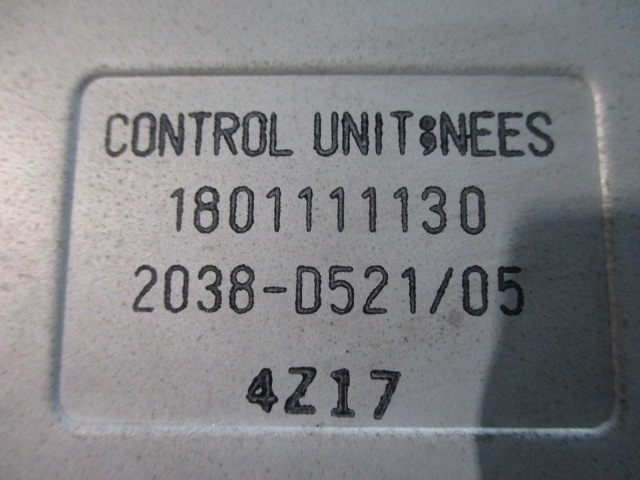 CONTROL UNIT;NEES
1801111130
2038-D521/05
4Z17